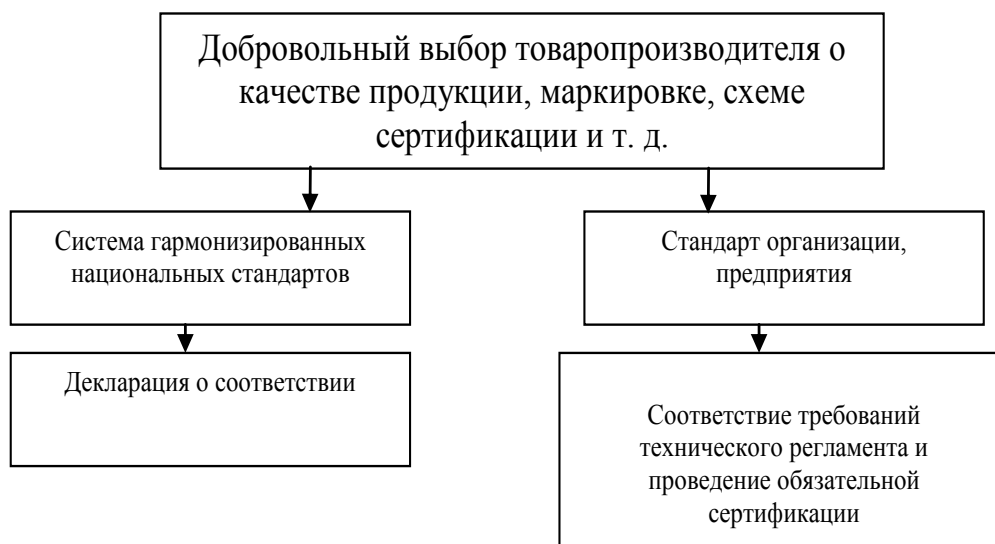 Добровольный выбор товаропроизводителя о
качестве продукции, маркировке, схеме
сертификации и т. д.
Система гармонизированных
национальных стандартов
Стандарт организации,
предприятия
Декларация о соответствии
Соответствие требований
технического регламента и
проведение обязательной
сертификации